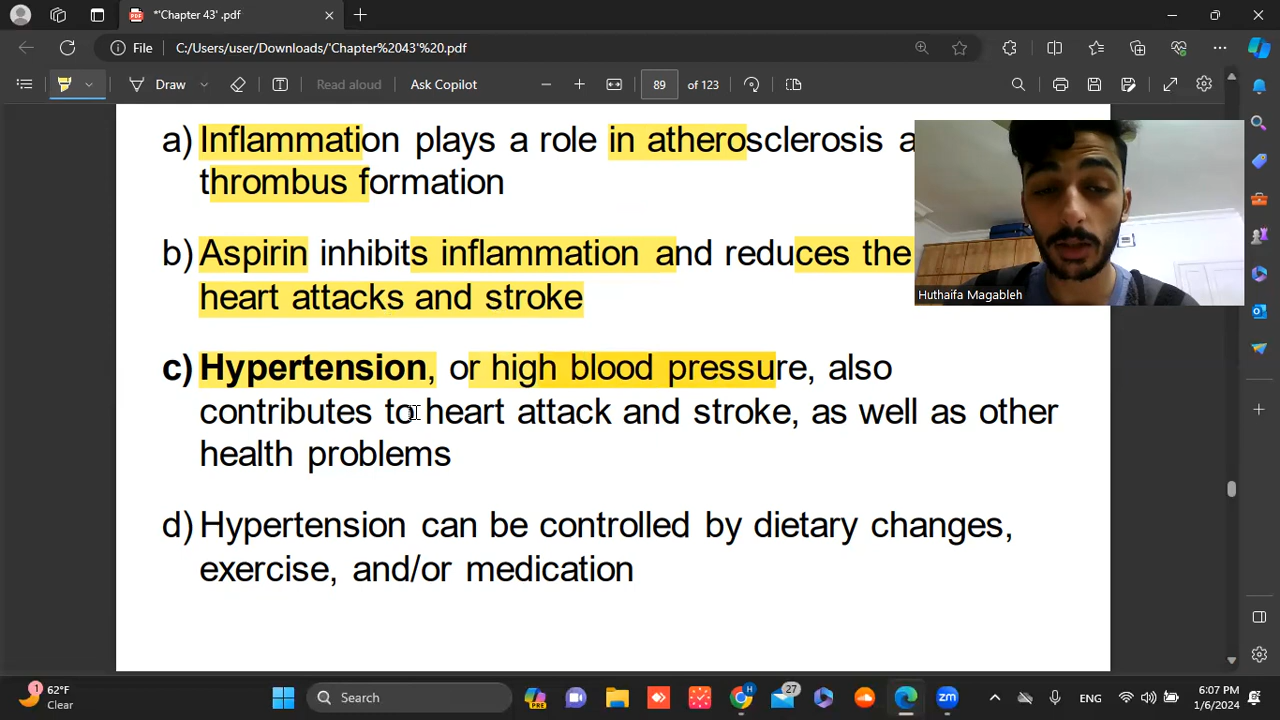 *'Chapter 43' .pdf
File C:/Users/user/Downloads/'Chapter%2043'%20.pdf
Draw
Read aloud
Ask Copilot
89 of 123
a) Inflammation plays a role in atherosclerosis a
thrombus formation
b) Aspirin inhibits inflammation and reduces the
heart attacks and stroke
Huthaifa Magableh
c) Hypertension, or high blood pressure, also
contributes to heart attack and stroke, as well as other
health problems
d) Hypertension can be controlled by dietary changes,
exercise, and/or medication
1
62°F
Clear
Search
PRE
H
27
zm
ENG
6:07 PM
1/6/2024